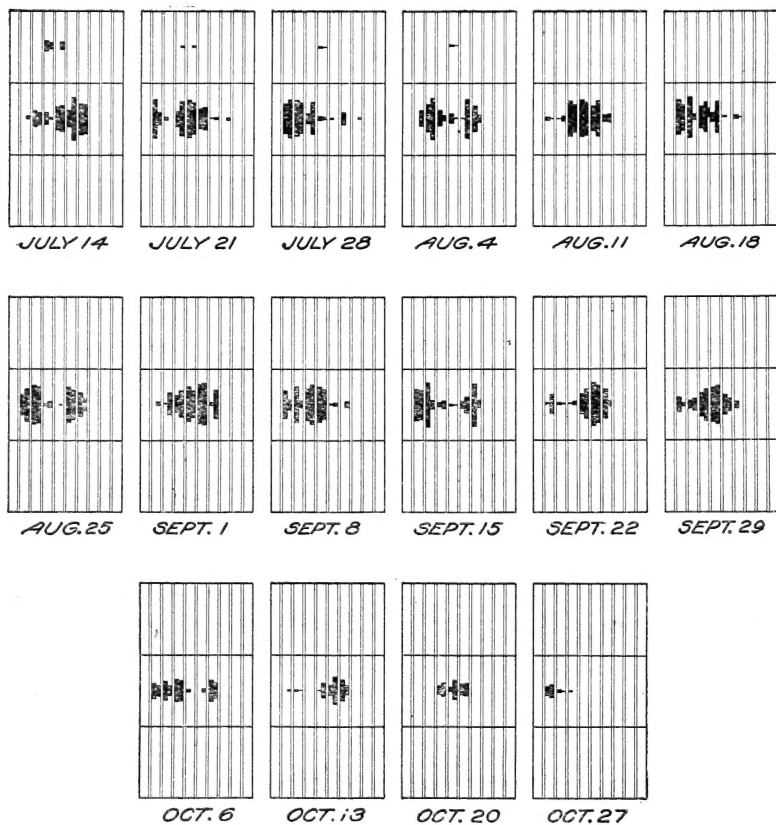 JULY 14 JULY 21 JULY 28 AUG. 4 AUG. 11 AUG. 18
AUG. 25 SEPT. 1 SEPT. 8 SEPT. 15 SEPT. 22 SEPT. 29
OCT. 6 OCT. 13 OCT. 20 OCT. 27